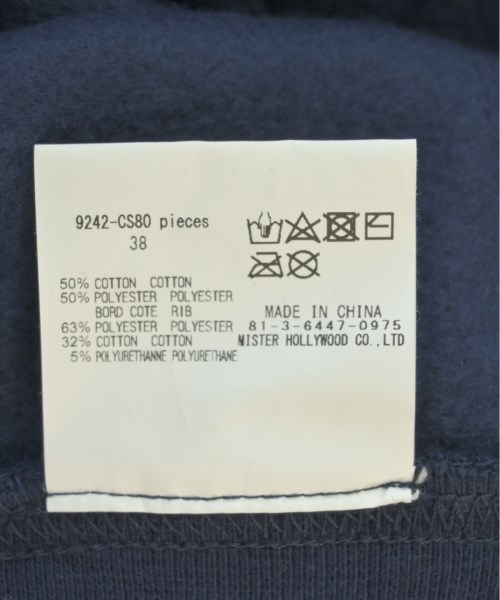 9242-CS80 pieces
38
50% COTTON COTTON
50% POLYESTER POLYESTER
BORD COTE RIB
63% POLYESTER POLYESTER
32% COTTON COTTON
5% POLYURETHANNE POLYURETHANE
MADE IN CHINA
81-3-6447-0975
MISTER HOLLYWOOD CO.,LTD